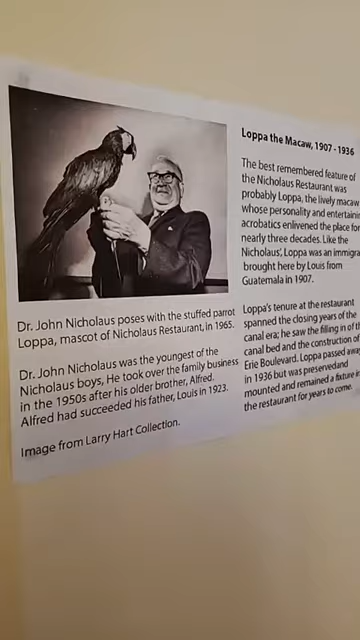 Dr. John Nicholaus poses with the stuffed parrot
Loppa, mascot of Nicholaus Restaurant, in 1965.
Dr. John Nicholaus was the youngest of the
Nicholaus boys, He took over the family business
in the 1950s after his older brother, Alfred.
Alfred had succeeded his father, Louis in 1923.
Image from Larry Hart Collection.
Loppa the Macaw, 1907 - 1936
The best remembered feature of
the Nicholaus Restaurant was
probably Loppa, the lively macaw
whose personality and entertainin
acrobatics enlivened the place for
nearly three decades. Like the
Nicholaus', Loppa was an immigra
brought here by Louis from
Guatemala in 1907.
Loppa's tenure at the restaurant
spanned the closing years of the
canal era; he saw the filling in of th
canal bed and the construction of
Erie Boulevard. Loppa passed away
in 1936 but was preservedand
mounted and remained a fixture in
the restaurant for years to come.